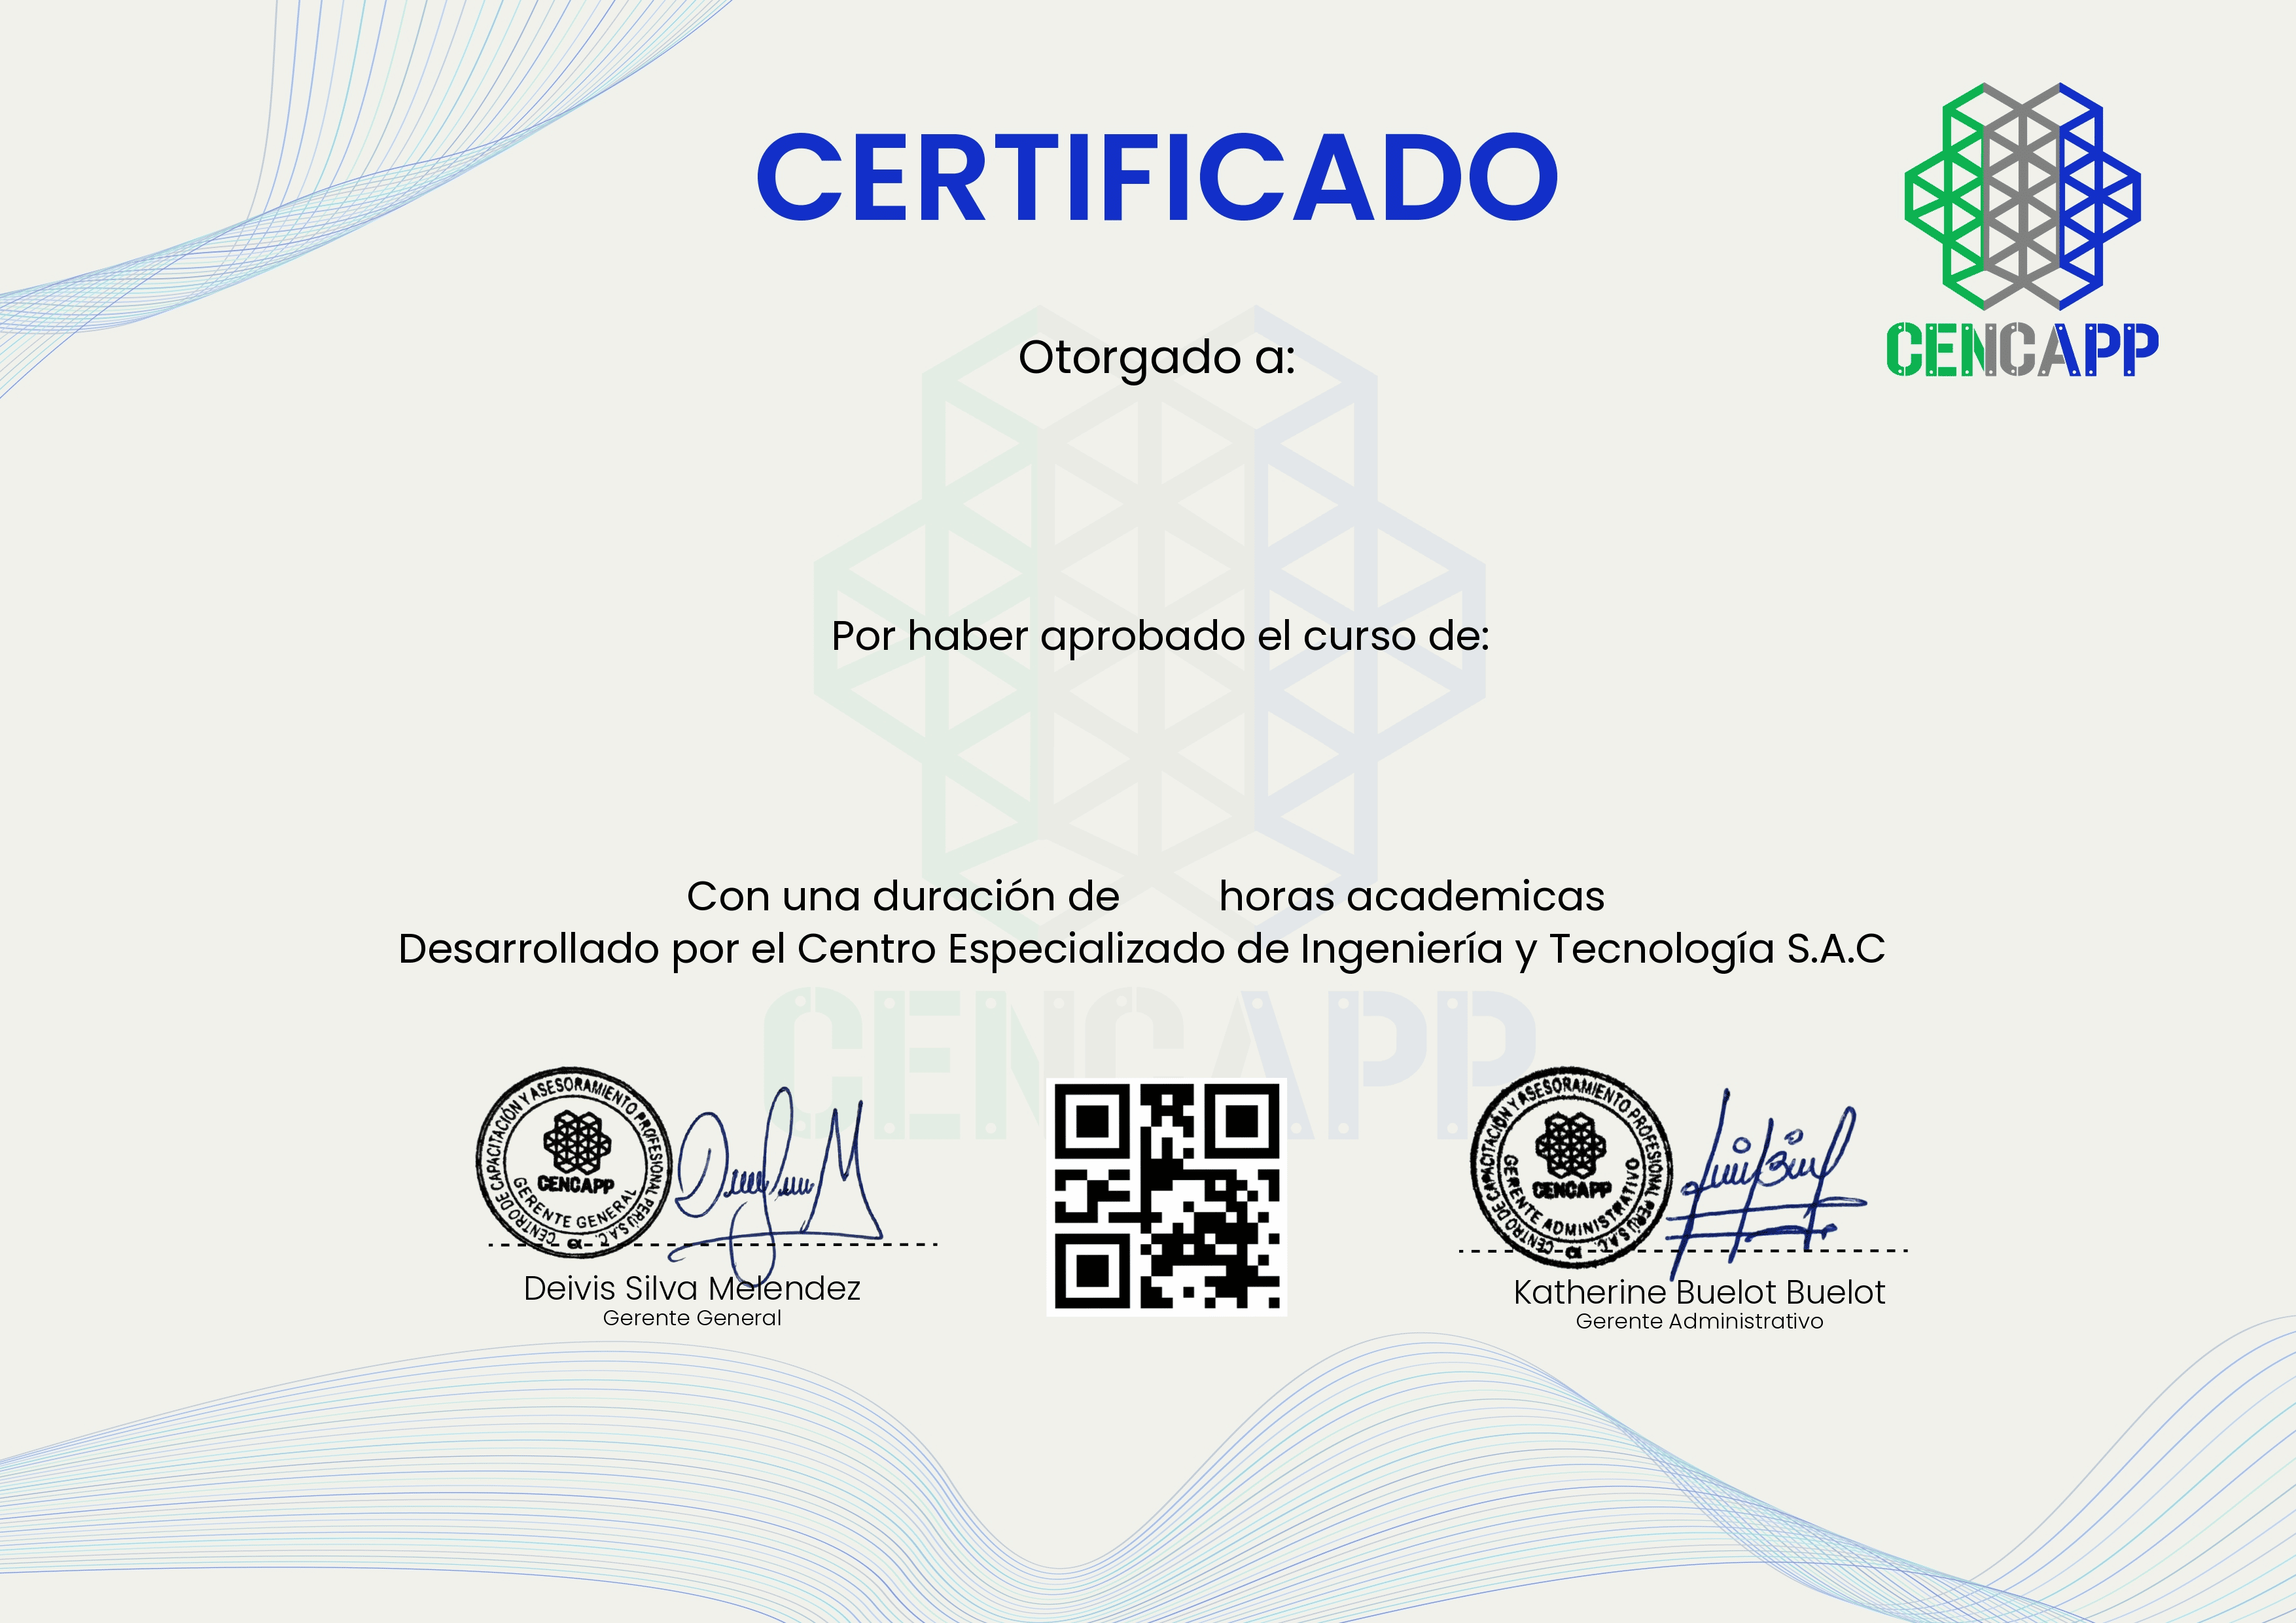 CERTIFICADO
CENCAPP
Otorgado a:
Por haber aprobado el curso de:
Con una duración de horas academicas
Desarrollado por el Centro Especializado de Ingeniería y Tecnología S.A.C
CENCAPP
CENTRO DE CAPACITACIÓN Y ASESORAMIENTO PROFESIONAL PERÚ S.A.C.
CENCAPP
GERENTE GENERAL
Deivis Silva Melendez
Gerente General
CENTRO DE CAPACITACIÓN Y ASESORAMIENTO PROFESIONAL PERÚ S.A.C.
CENCAPP
GERENTE ADMINISTRATIVO
Katherine Buelot Buelot
Gerente Administrativo